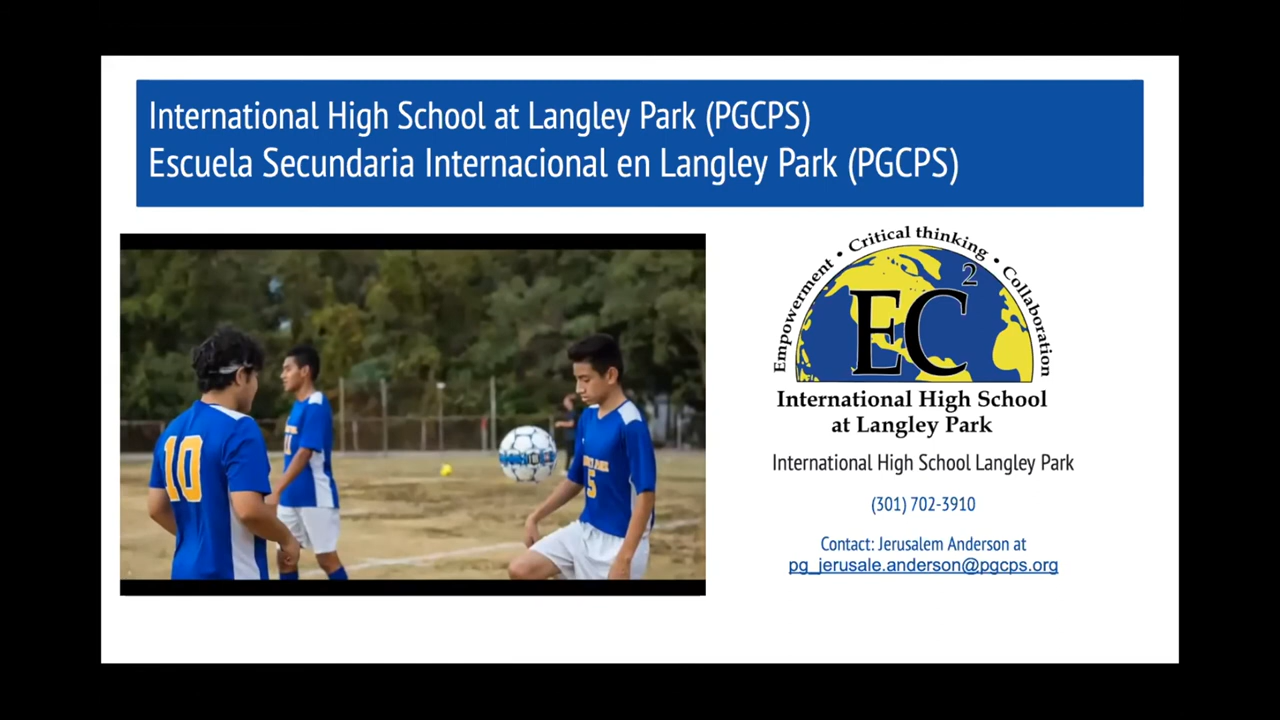 International High School at Langley Park (PGCPS)
Escuela Secundaria Internacional en Langley Park (PGCPS)
Empowerment • Critical thinking • Collaboration
EC2
International High School
at Langley Park
International High School Langley Park
(301) 702-3910
Contact: Jerusalem Anderson at
pg_jerusale.anderson@pgcps.org
10
5